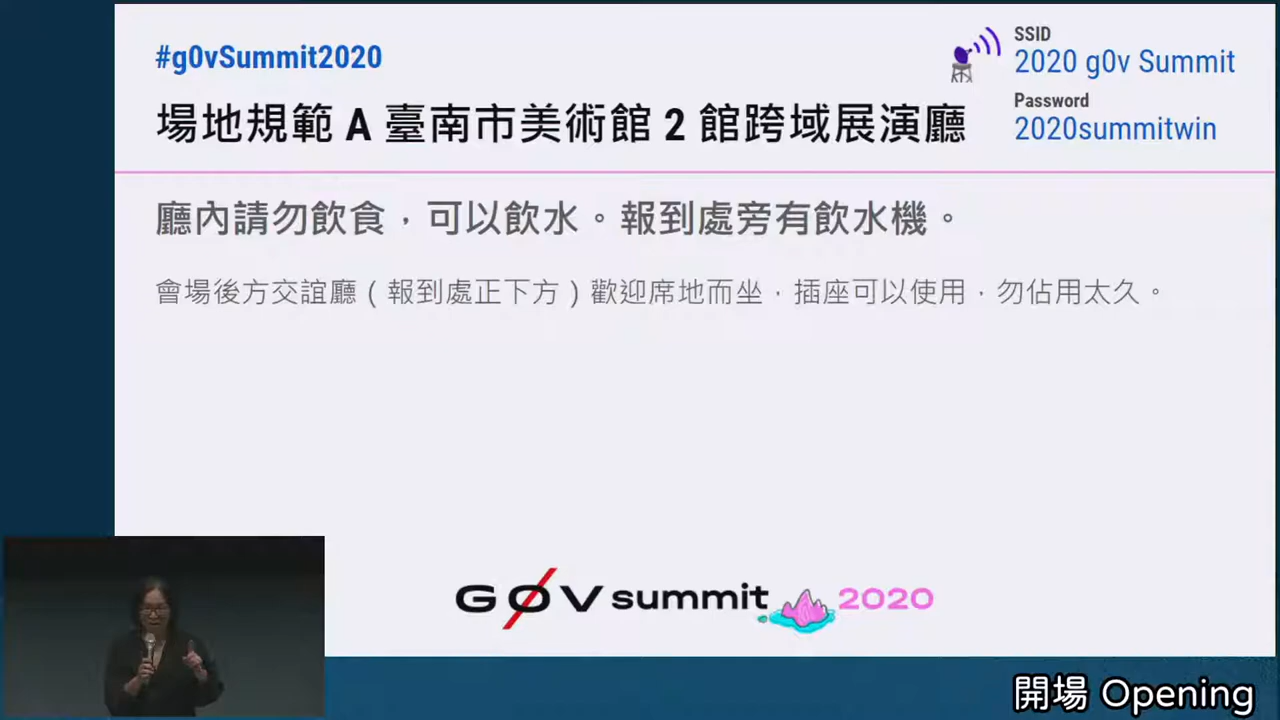 #g0vSummit2020
SSID
2020 g0v Summit
Password
2020summitwin
場地規範 A 臺南市美術館 2 館跨域展演廳
廳內請勿飲食，可以飲水。報到處旁有飲水機。
會場後方交誼廳（報到處正下方）歡迎席地而坐，插座可以使用，勿佔用太久。
G0V summit 2020
開場 Opening